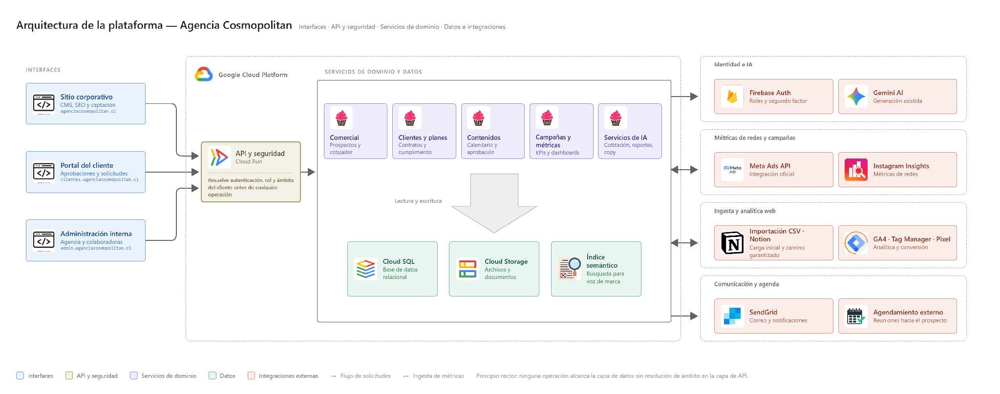 Arquitectura de la plataforma — Agencia Cosmopolitan
Interfaces · API y seguridad · Servicios de dominio · Datos e integraciones
INTERFACES
Sitio corporativo
CMS, SEO y captación
agenciacosmopolitan.cl
Portal del cliente
Aprobaciones y solicitudes
clientes.agenciacosmopolitan.cl
Administración interna
Agencia y colaboradoras
admin.agenciacosmopolitan.cl
Google Cloud Platform
API y seguridad
Cloud Run
Resuelve autenticación, rol y ámbito
del cliente antes de cualquier
operación
SERVICIOS DE DOMINIO Y DATOS
Comercial
Prospectos y
cotizador
Clientes y planes
Contratos y
cumplimiento
Contenidos
Calendario y
aprobación
Campañas y
métricas
KPIs y dashboards
Servicios de IA
Cotización, reportes,
copy
Lectura y escritura
Cloud SQL
Base de datos
relacional
Cloud Storage
Archivos y
documentos
Índice
semántico
Búsqueda para
voz de marca
Identidad e IA
Firebase Auth
Roles y segundo factor
Gemini AI
Generación asistida
Métricas de redes y campañas
Meta
Ads
Meta Ads API
Integración oficial
Instagram Insights
Métricas de redes
Ingesta y analítica web
Importación CSV ·
Notion
Carga inicial y camino
garantizado
GA4 · Tag Manager · Pixel
Analítica y conversión
Comunicación y agenda
SendGrid
Correo y notificaciones
Agendamiento externo
Reuniones hacia el prospecto
Interfaces
API y seguridad
Servicios de dominio
Datos
Integraciones externas
→ Flujo de solicitudes
↔ Ingesta de métricas
Principio rector: ninguna operación alcanza la capa de datos sin resolución de ámbito en la capa de API.